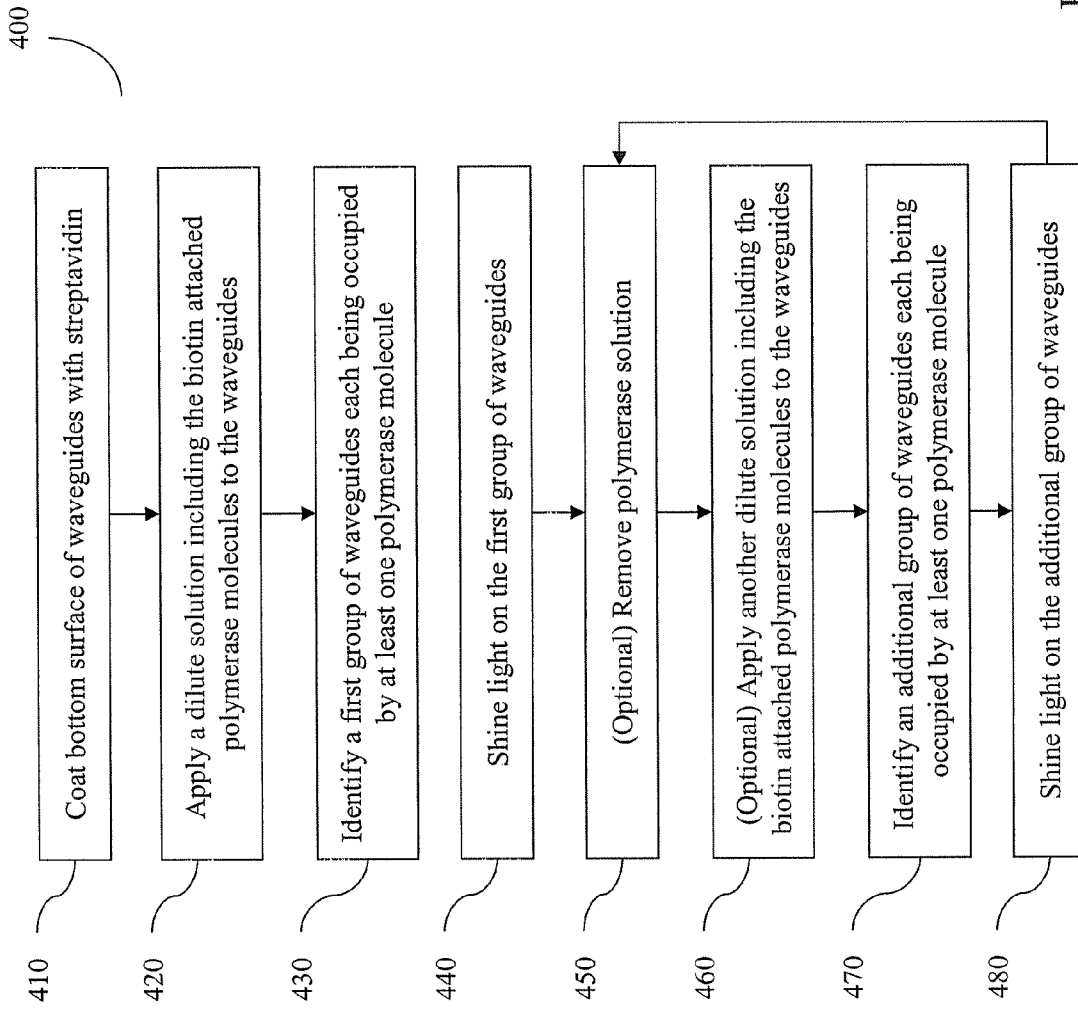 400
410
Coat bottom surface of waveguides with streptavidin
420
Apply a dilute solution including the biotin attached
polymerase molecules to the waveguides
430
Identify a first group of waveguides each being occupied
by at least one polymerase molecule
440
Shine light on the first group of waveguides
450
(Optional) Remove polymerase solution
460
(Optional) Apply another dilute solution including the
biotin attached polymerase molecules to the waveguides
470
Identify an additional group of waveguides each being
occupied by at least one polymerase molecule
480
Shine light on the additional group of waveguides